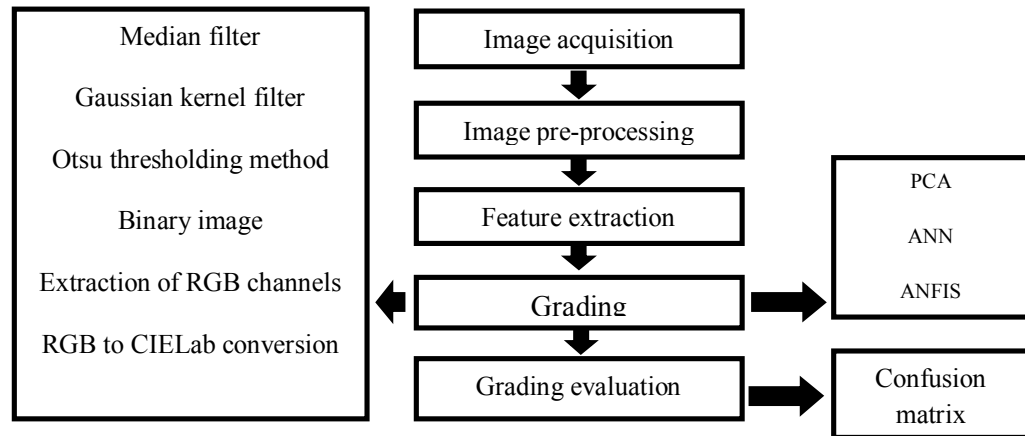 Median filter
Gaussian kernel filter
Otsu thresholding method
Binary image
Extraction of RGB channels
RGB to CIELab conversion
Image acquisition
Image pre-processing
Feature extraction
Grading
Grading evaluation
PCA
ANN
ANFIS
Confusion
matrix